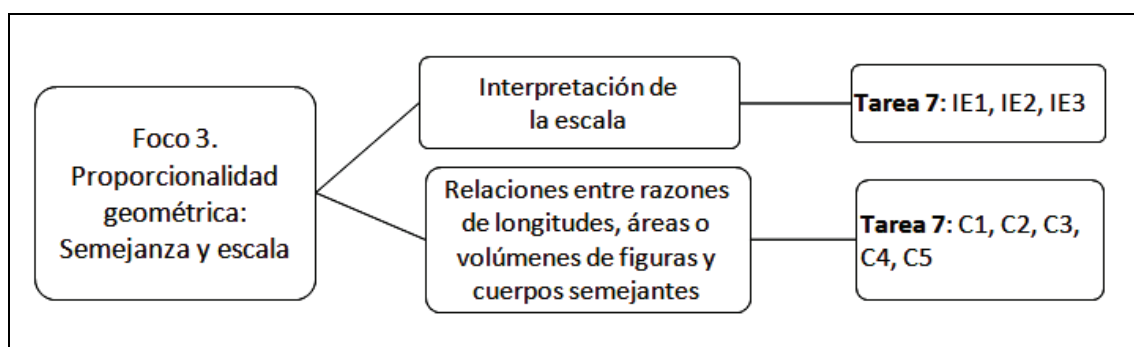 Foco 3.
Proporcionalidad
geométrica:
Semejanza y escala
Interpretación de
la escala
Tarea 7: IE1, IE2, IE3
Relaciones entre razones
de longitudes, áreas o
volúmenes de figuras y
cuerpos semejantes
Tarea 7: C1, C2, C3,
C4, C5